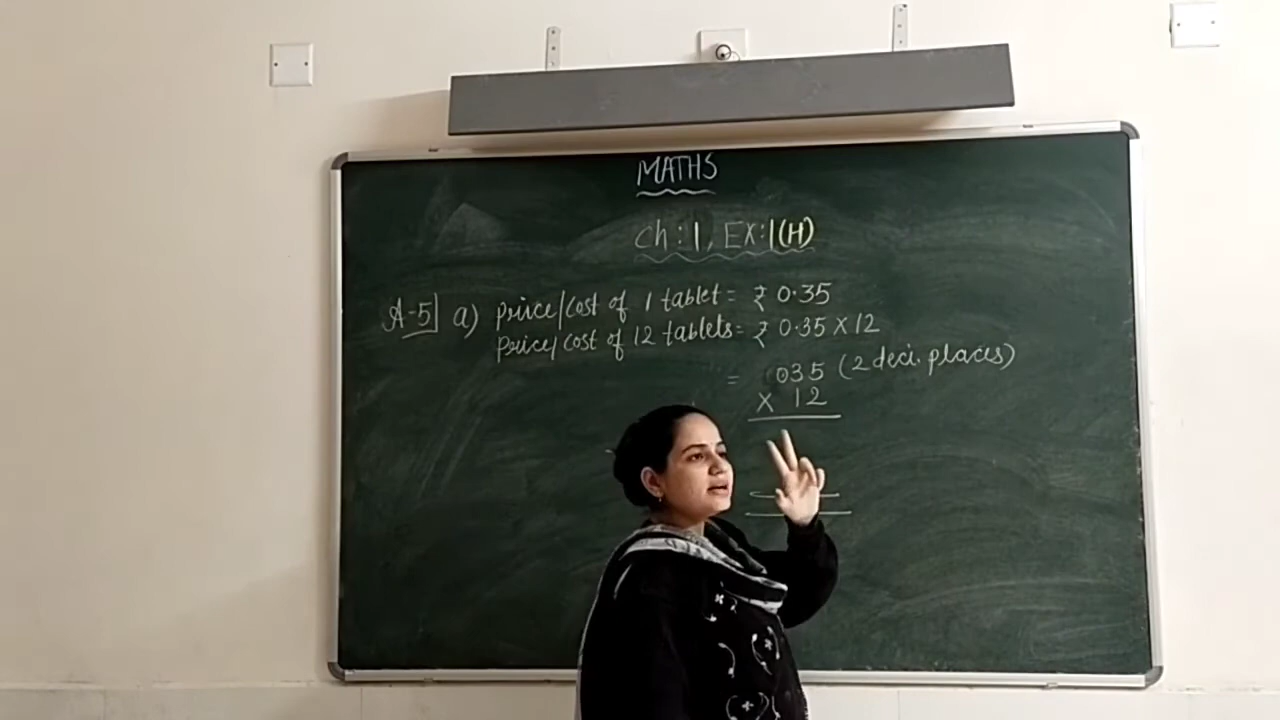 MATHS
Ch : 1, Ex : 1(H)
A-5] a) Price/Cost of 1 tablet = ₹ 0.35
Price/Cost of 12 tablets = ₹ 0.35 X 12
= 035 (2 deci. places)
X 12